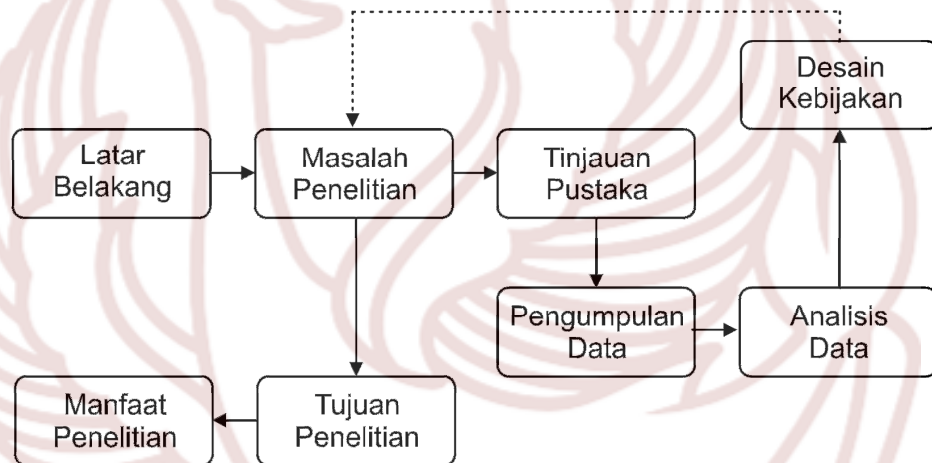 Desain
Kebijakan
Latar
Belakang
Masalah
Penelitian
Tinjauan
Pustaka
Pengumpulan
Data
Analisis
Data
Manfaat
Penelitian
Tujuan
Penelitian